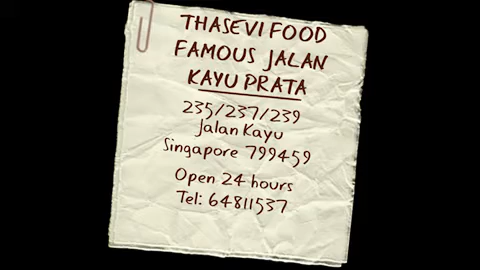 THASEVI FOOD
FAMOUS JALAN
KAYU PRATA
235/237/239
Jalan Kayu
Singapore 799459
Open 24 hours
Tel: 64811537